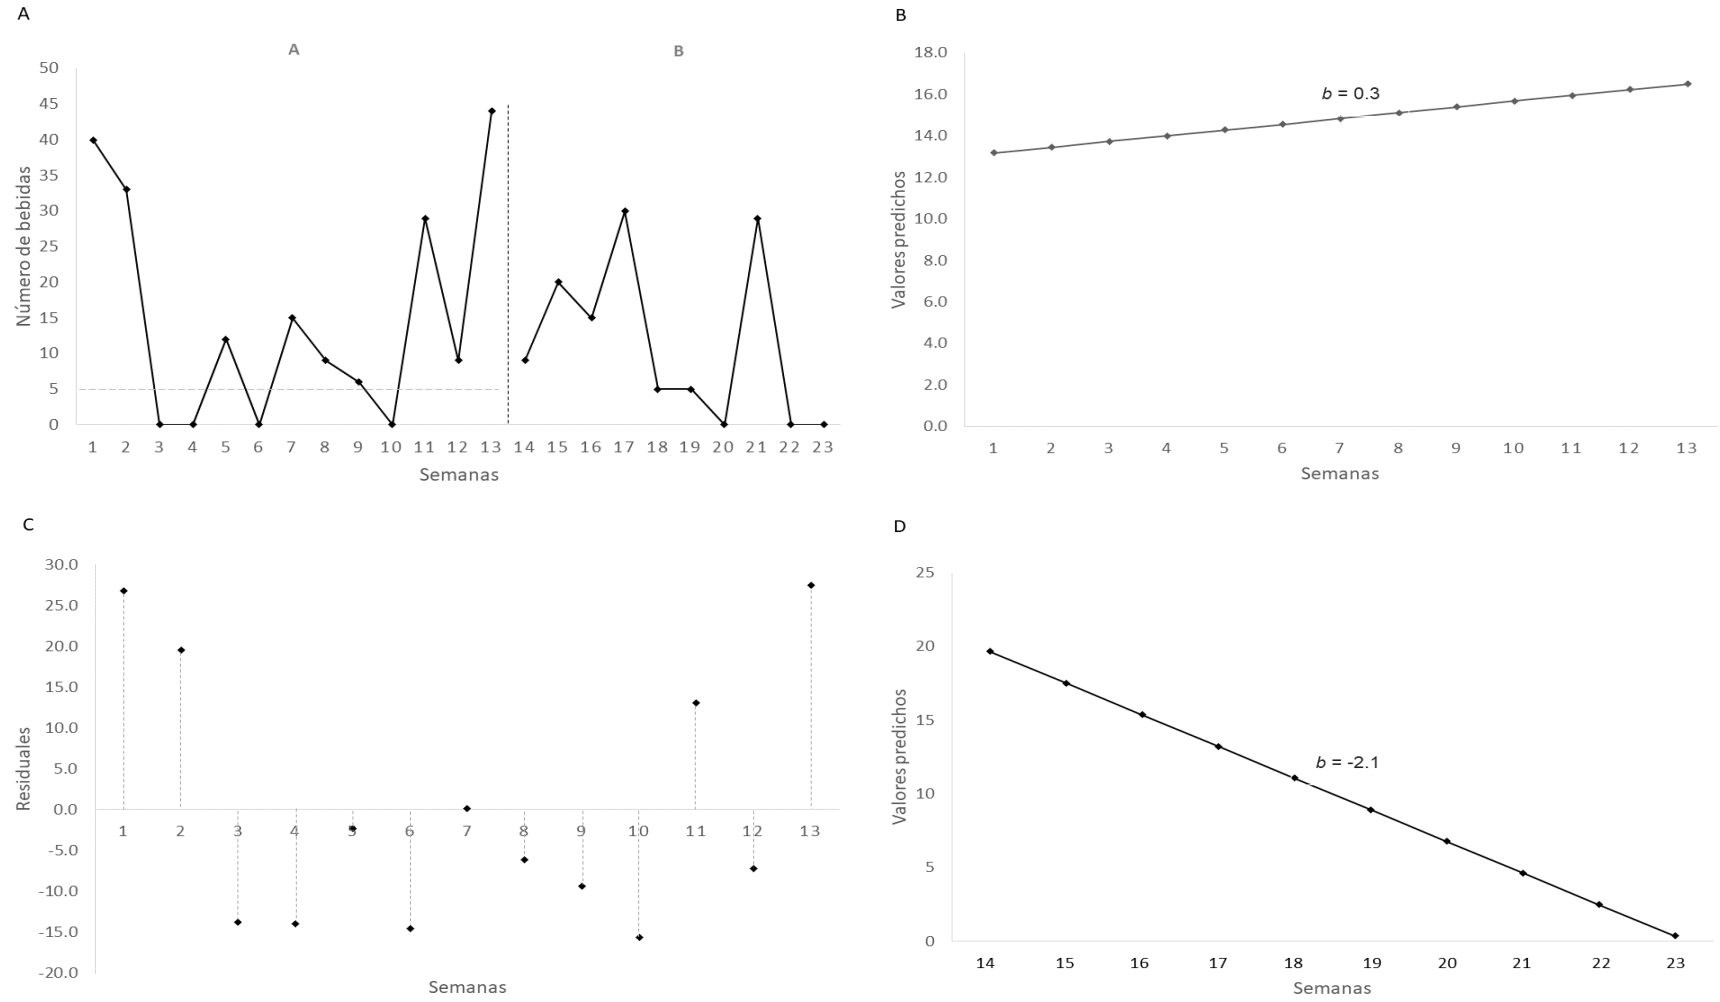 A
A B
50
45
40
35
30
25
20
15
10
5
0
Número de bebidas
1 2 3 4 5 6 7 8 9 10 11 12 13 14 15 16 17 18 19 20 21 22 23
Semanas
B
18.0
16.0
14.0
12.0
10.0
8.0
6.0
4.0
2.0
0.0
Valores predichos
b = 0.3
1 2 3 4 5 6 7 8 9 10 11 12 13
Semanas
C
30.0
25.0
20.0
15.0
10.0
5.0
0.0
-5.0
-10.0
-15.0
-20.0
Residuales
1 2 3 4 5 6 7 8 9 10 11 12 13
Semanas
D
25
20
15
10
5
0
Valores predichos
b = -2.1
14 15 16 17 18 19 20 21 22 23
Semanas